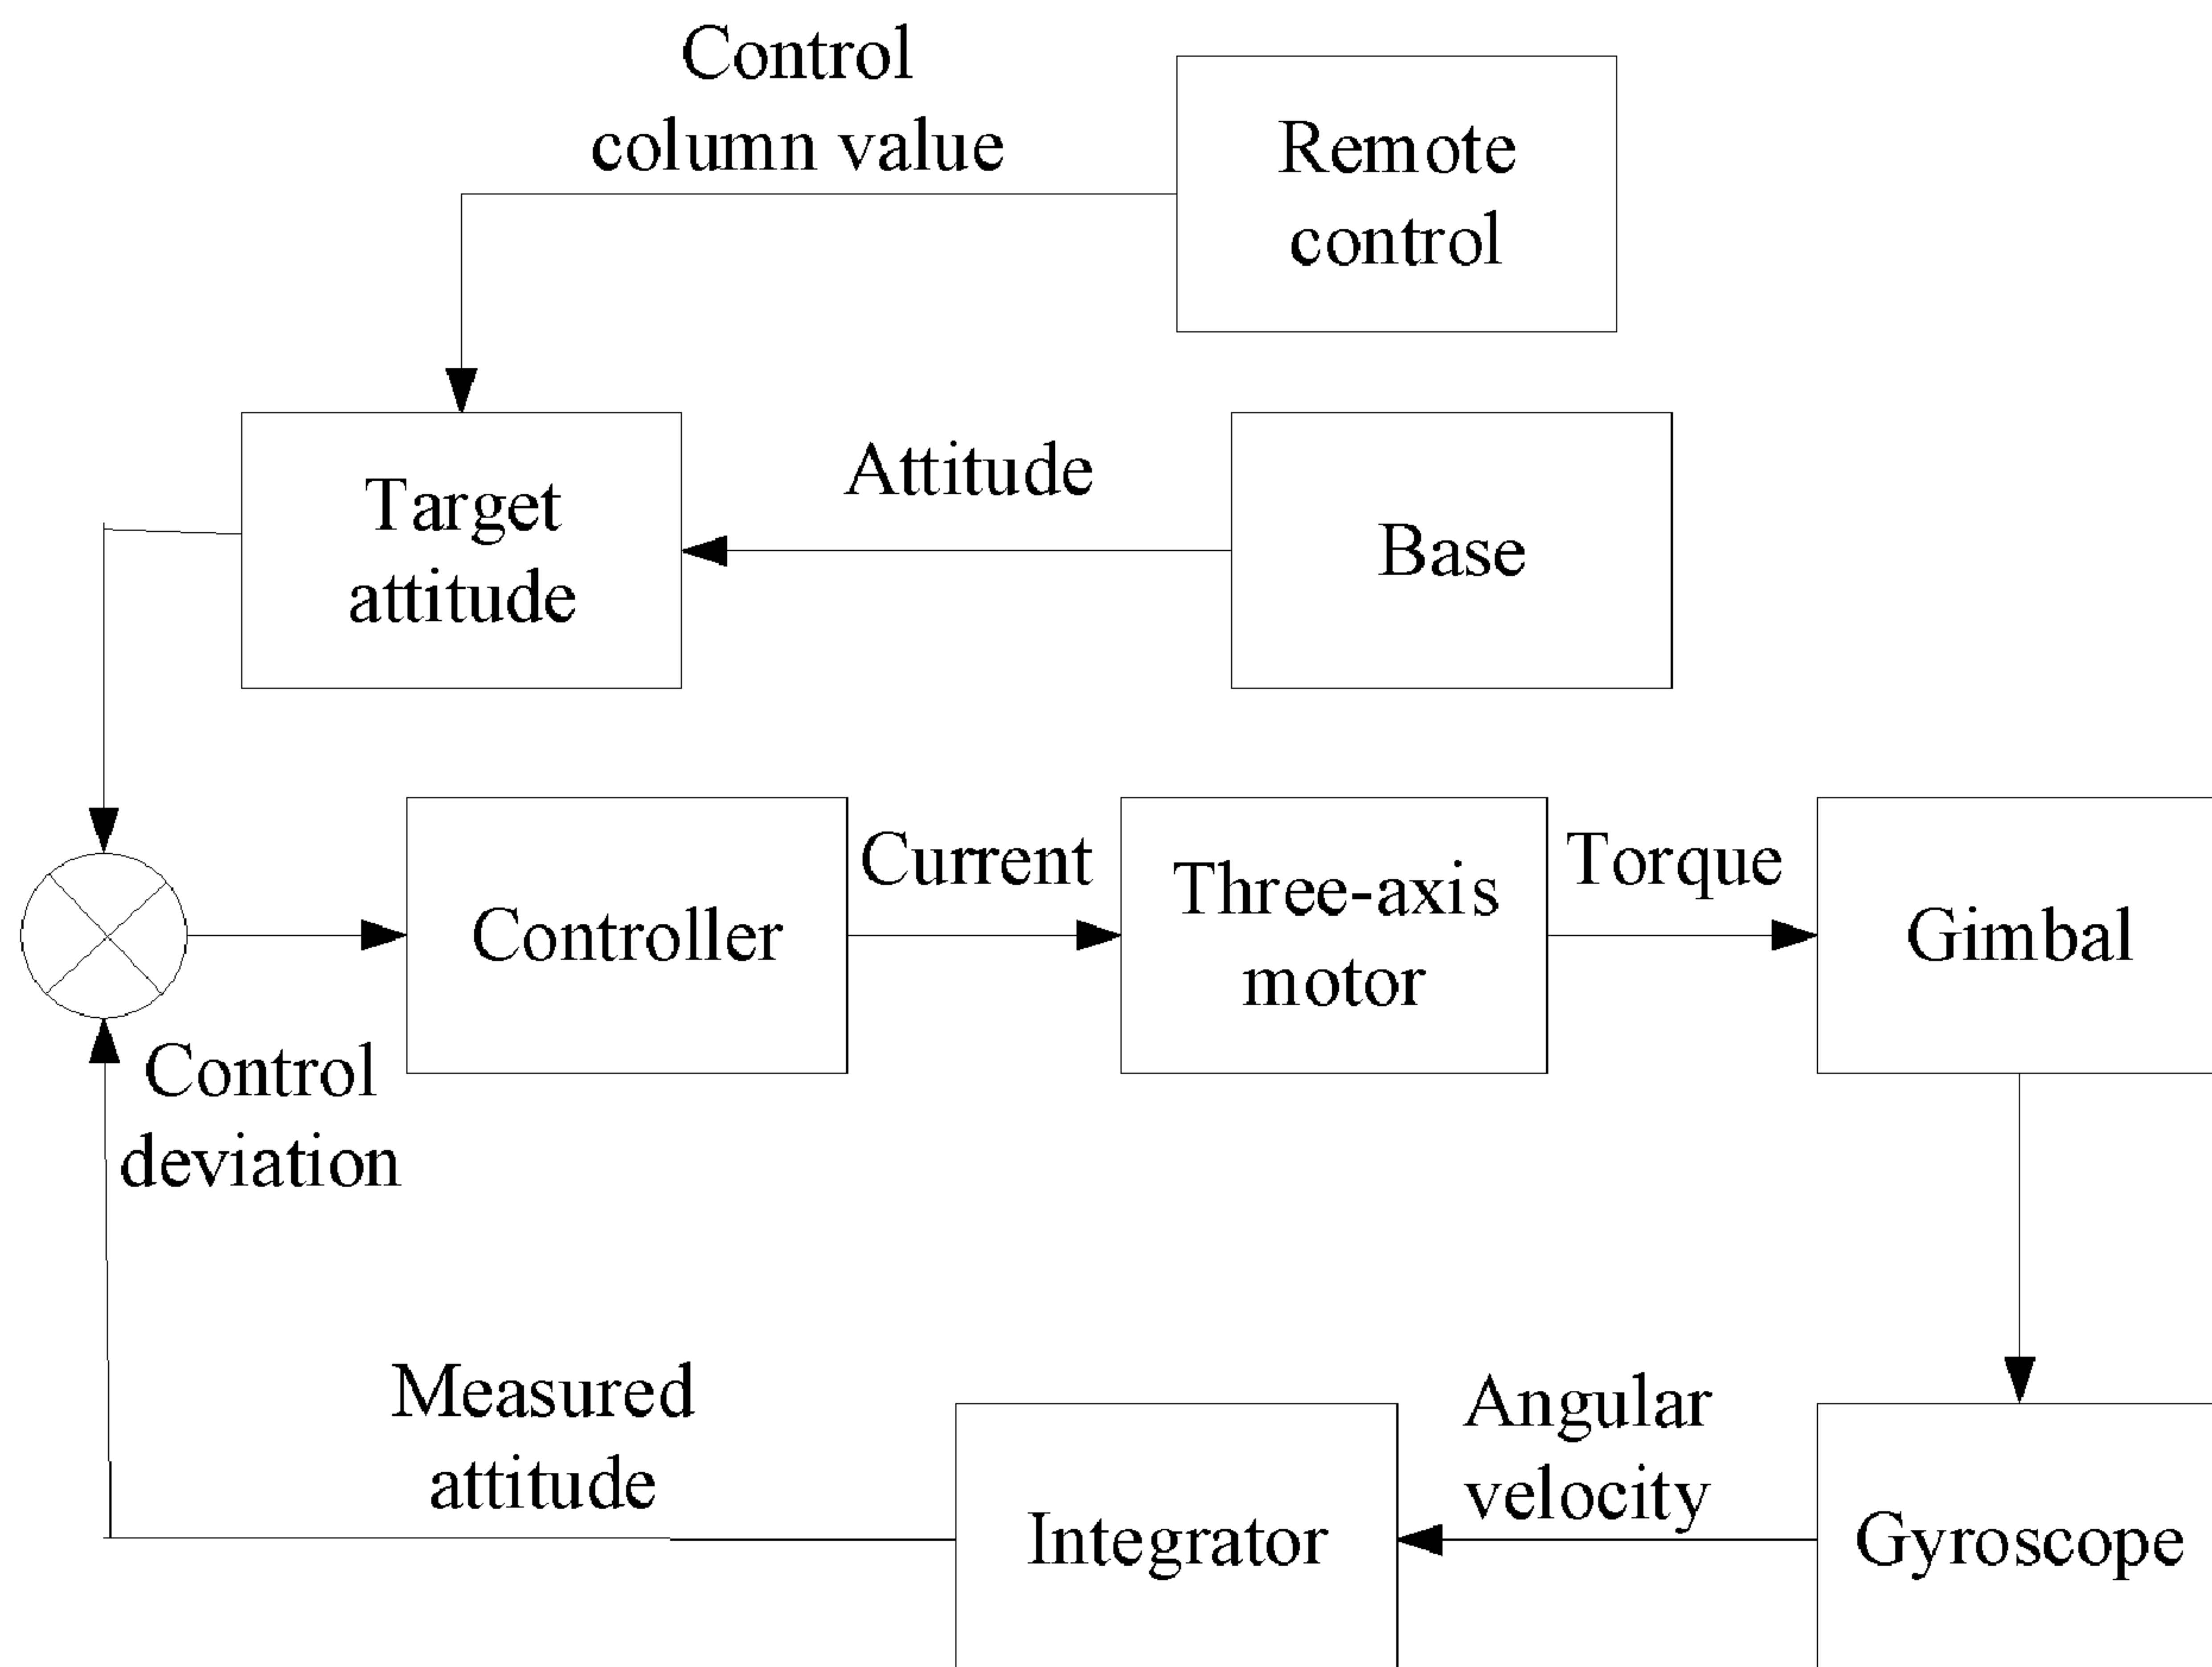 Control
column value
Remote
control
Target
attitude
Attitude
Base
Controller
Current
Three-axis
motor
Torque
Gimbal
Control
deviation
Measured
attitude
Integrator
Angular
velocity
Gyroscope